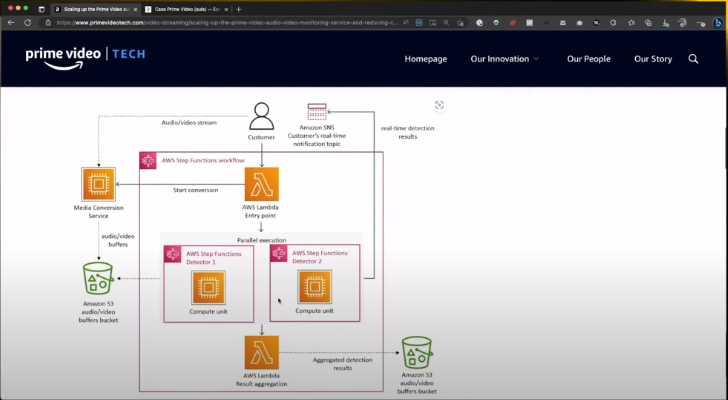 Scaling up the Prime Video aud
Case Prime Video (aula) — Exc
https://www.primevideotech.com/video-streaming/scaling-up-the-prime-video-audio-video-monitoring-service-and-reducing-c...
prime video | TECH
Homepage
Our Innovation
Our People
Our Story
Audio/video stream
Customer
Amazon SNS
Customer's real-time
notification topic
real-time detection
results
AWS Step Functions workflow
Media Conversion
Service
Start conversion
AWS Lambda
Entry point
audio/video
buffers
Parallel execution
AWS Step Functions
Detector 1
AWS Step Functions
Detector 2
Compute unit
Compute unit
Amazon S3
audio/video
buffers bucket
AWS Lambda
Result aggregation
Aggregated detection
results
Amazon S3
audio/video
buffers bucket